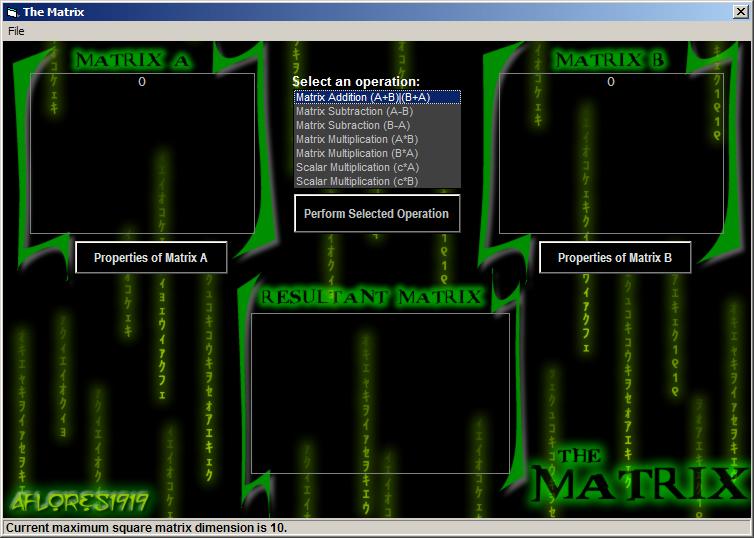 The Matrix
File
MATRIX A
MATRIX B
0
0
Select an operation:
Matrix Addition (A+B)|(B+A)
Matrix Subtraction (A-B)
Matrix Subraction (B-A)
Matrix Multiplication (A*B)
Matrix Multiplication (B*A)
Scalar Multiplication (c*A)
Scalar Multiplication (c*B)
Perform Selected Operation
Properties of Matrix A
Properties of Matrix B
RESULTANT MATRIX
THE
MATRIX
AFLORES1919
Current maximum square matrix dimension is 10.